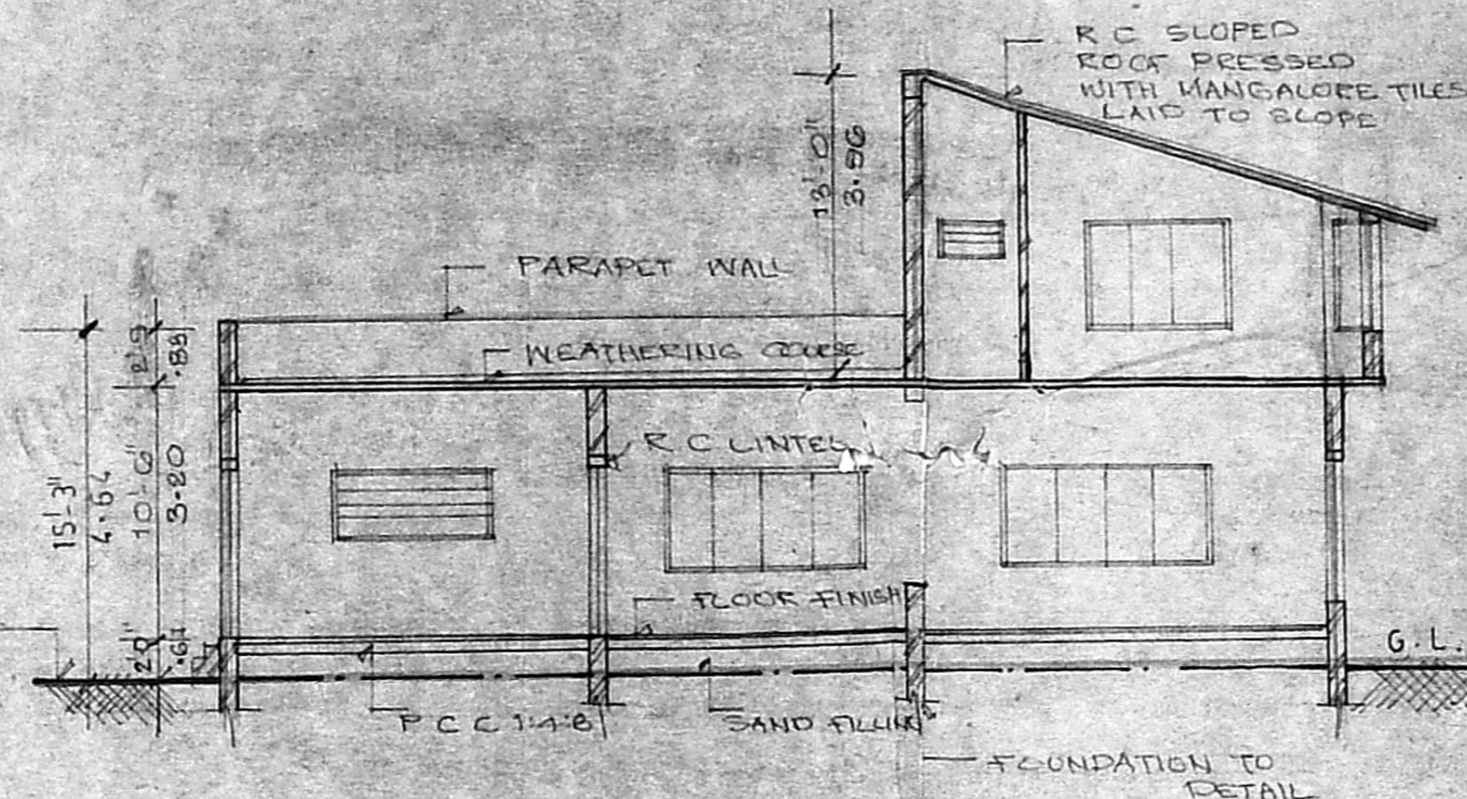 R C SLOPED
ROOF PRESSED
WITH MANGALORE TILES
LAID TO SLOPE
13'-0"
3.96
PARAPET WALL
2'-9
.83
WEATHERING COURSE
15'-3"
4.64
10'-6"
3.20
R C LINTEL
FLOOR FINISH
2'0"
G.L.
P C C 1:4:8
SAND FILLING
FOUNDATION TO
DETAIL